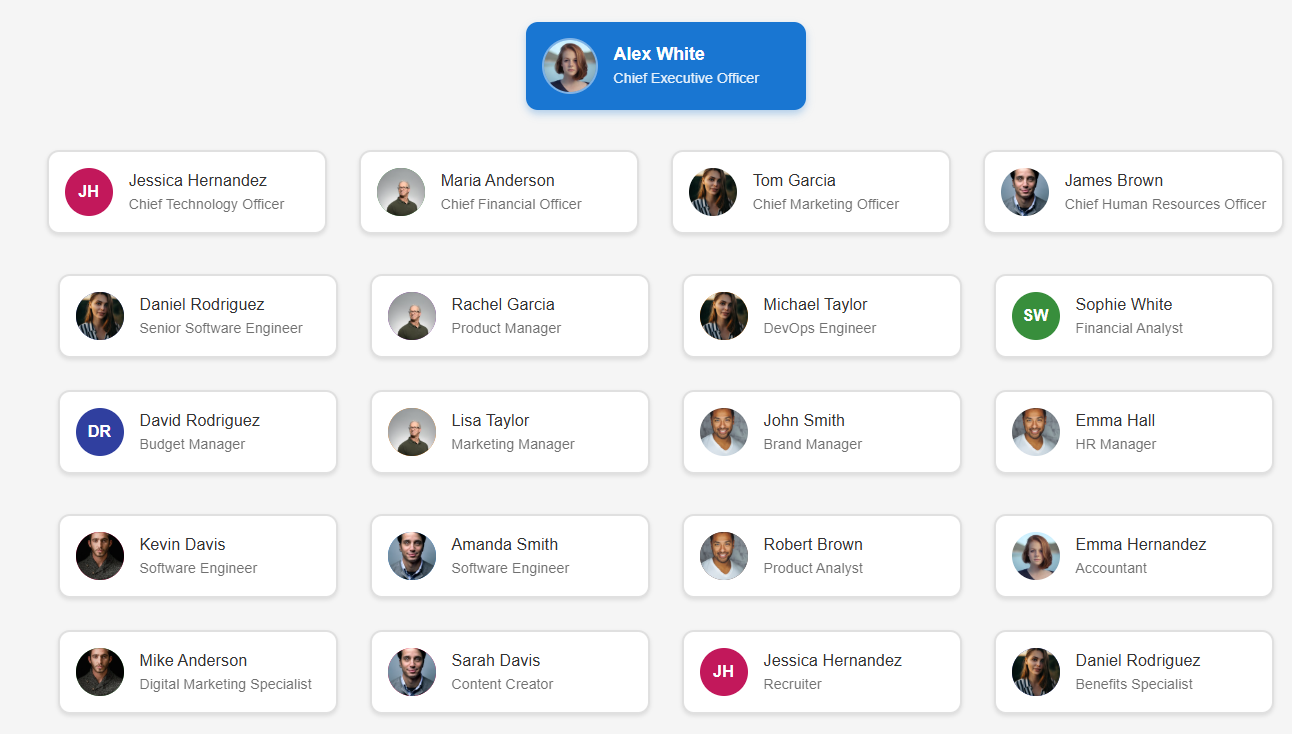 Alex White
Chief Executive Officer
JH
Jessica Hernandez
Chief Technology Officer
Maria Anderson
Chief Financial Officer
Tom Garcia
Chief Marketing Officer
James Brown
Chief Human Resources Officer
Daniel Rodriguez
Senior Software Engineer
Rachel Garcia
Product Manager
Michael Taylor
DevOps Engineer
SW
Sophie White
Financial Analyst
DR
David Rodriguez
Budget Manager
Lisa Taylor
Marketing Manager
John Smith
Brand Manager
Emma Hall
HR Manager
Kevin Davis
Software Engineer
Amanda Smith
Software Engineer
Robert Brown
Product Analyst
Emma Hernandez
Accountant
Mike Anderson
Digital Marketing Specialist
Sarah Davis
Content Creator
JH
Jessica Hernandez
Recruiter
Daniel Rodriguez
Benefits Specialist